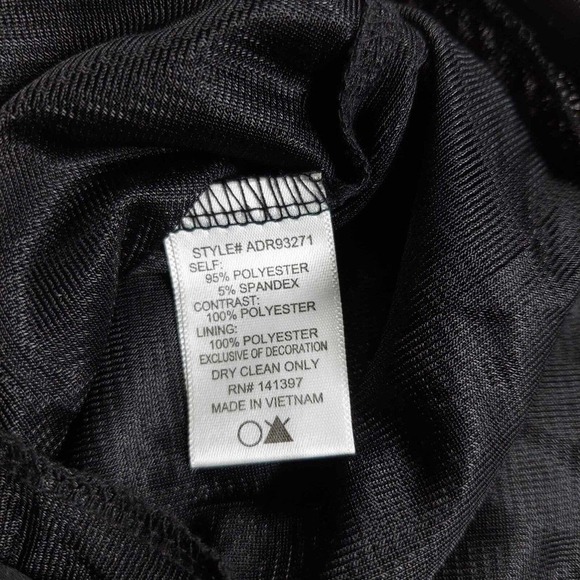 STYLE# ADR93271
SELF:
95% POLYESTER
5% SPANDEX
CONTRAST:
100% POLYESTER
LINING:
100% POLYESTER
EXCLUSIVE OF DECORATION
DRY CLEAN ONLY
RN# 141397
MADE IN VIETNAM